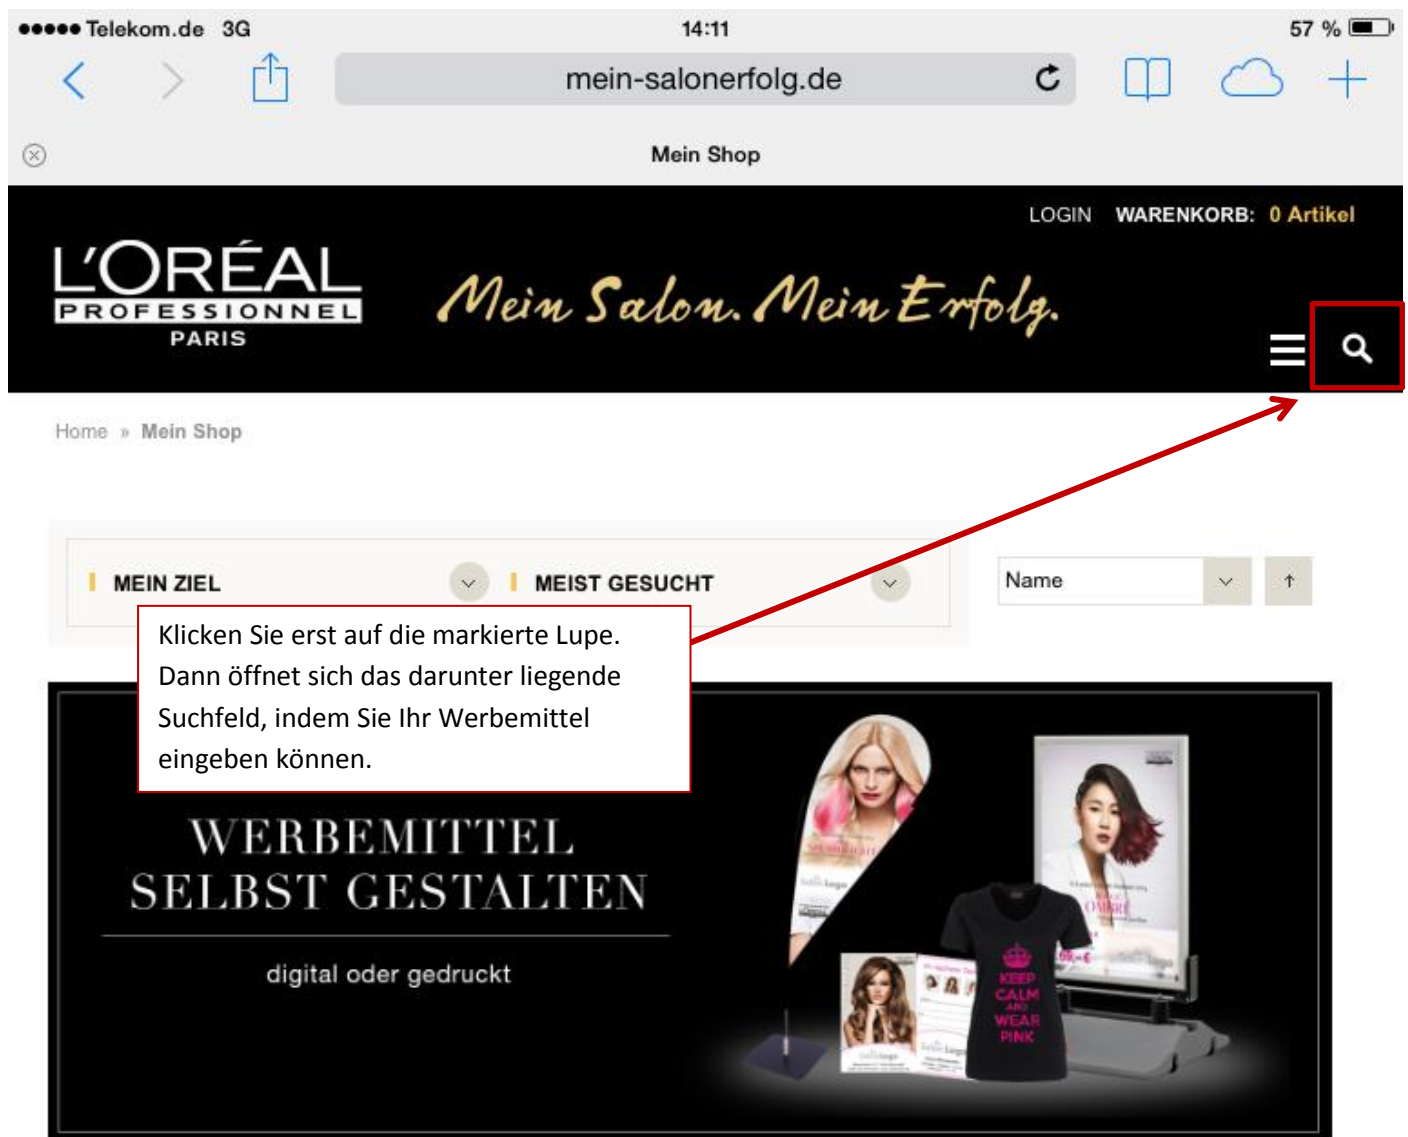 Telekom.de 3G 14:11 57 %
mein-salonerfolg.de
Mein Shop
LOGIN WARENKORB: 0 Artikel
L'ORÉAL
PROFESSIONNEL
PARIS
Mein Salon. Mein Erfolg.
Home » Mein Shop
MEIN ZIEL MEIST GESUCHT Name
Klicken Sie erst auf die markierte Lupe.
Dann öffnet sich das darunter liegende
Suchfeld, indem Sie Ihr Werbemittel
eingeben können.
WERBEMITTEL
SELBST GESTALTEN
digital oder gedruckt
OMBRÉ
KEEP
CALM
AND
WEAR
PINK